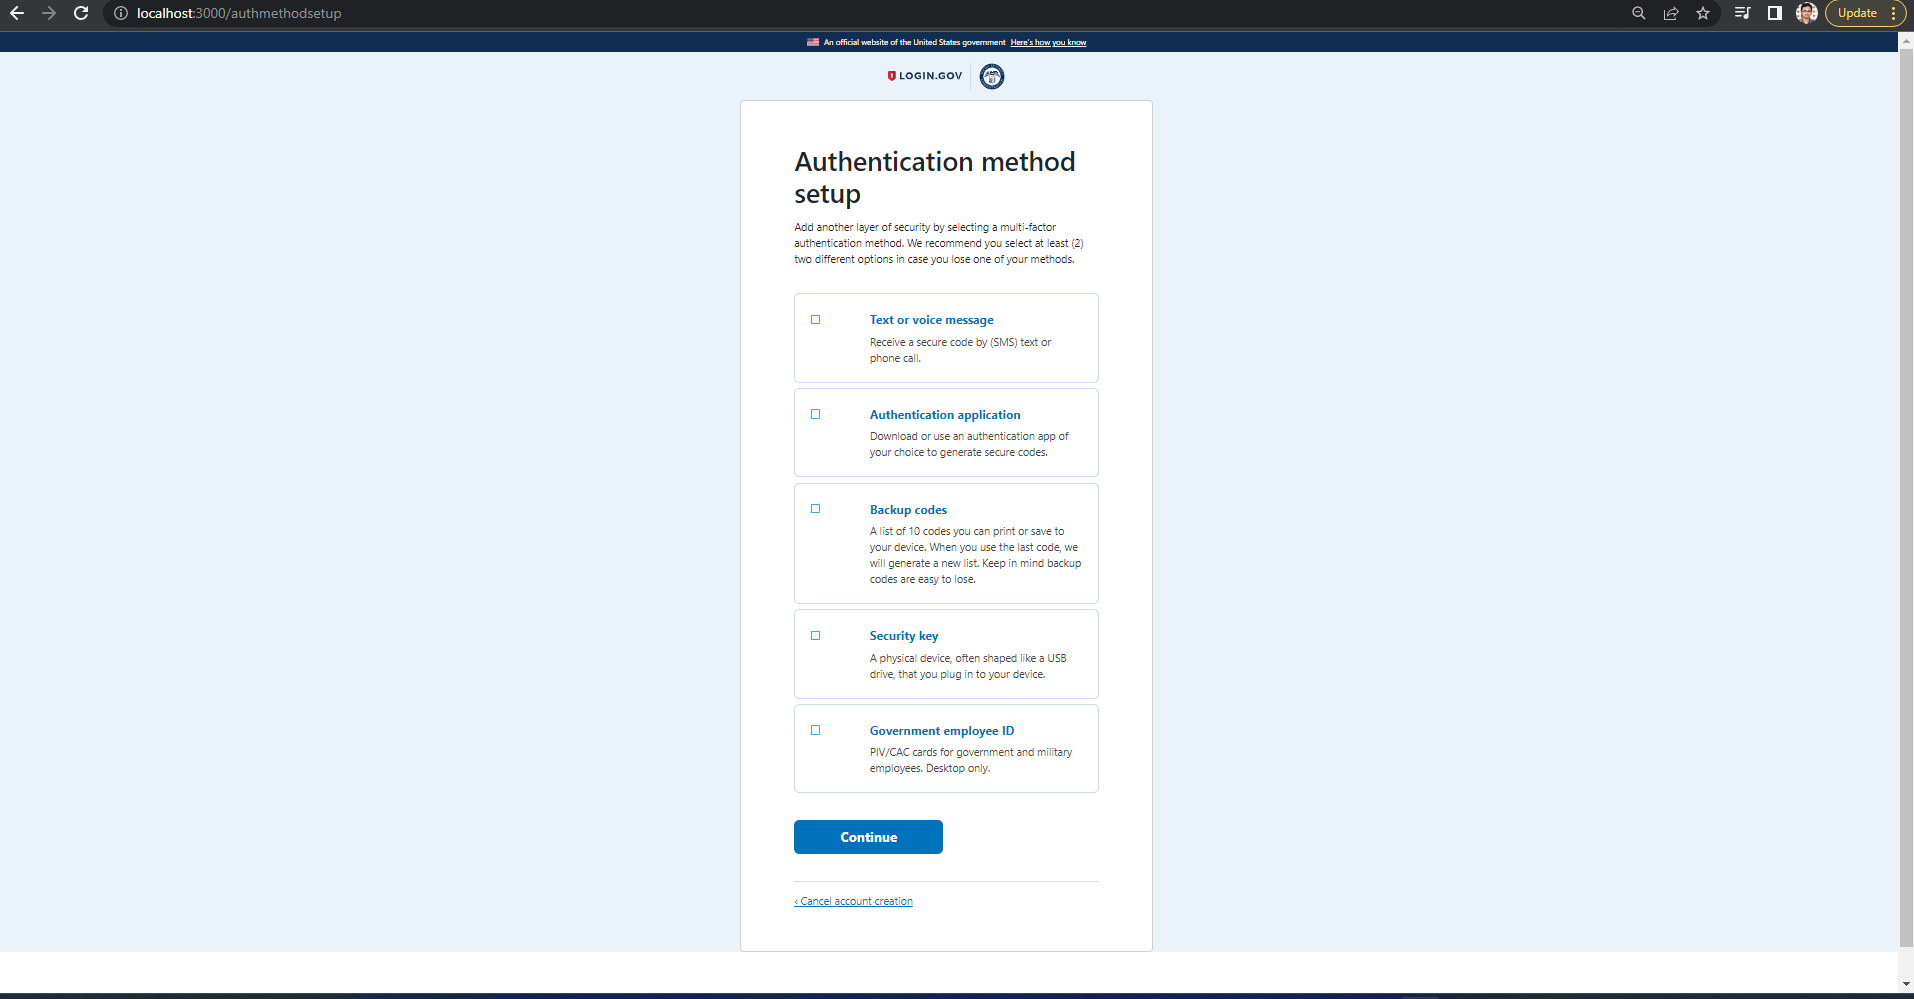 localhost:3000/authmethodsetup
Update
An official website of the United States government Here's how you know
LOGIN.GOV
Authentication method
setup
Add another layer of security by selecting a multi-factor
authentication method. We recommend you select at least (2)
two different options in case you lose one of your methods.
Text or voice message
Receive a secure code by (SMS) text or
phone call.
Authentication application
Download or use an authentication app of
your choice to generate secure codes.
Backup codes
A list of 10 codes you can print or save to
your device. When you use the last code, we
will generate a new list. Keep in mind backup
codes are easy to lose.
Security key
A physical device, often shaped like a USB
drive, that you plug in to your device.
Government employee ID
PIV/CAC cards for government and military
employees. Desktop only.
Continue
‹ Cancel account creation